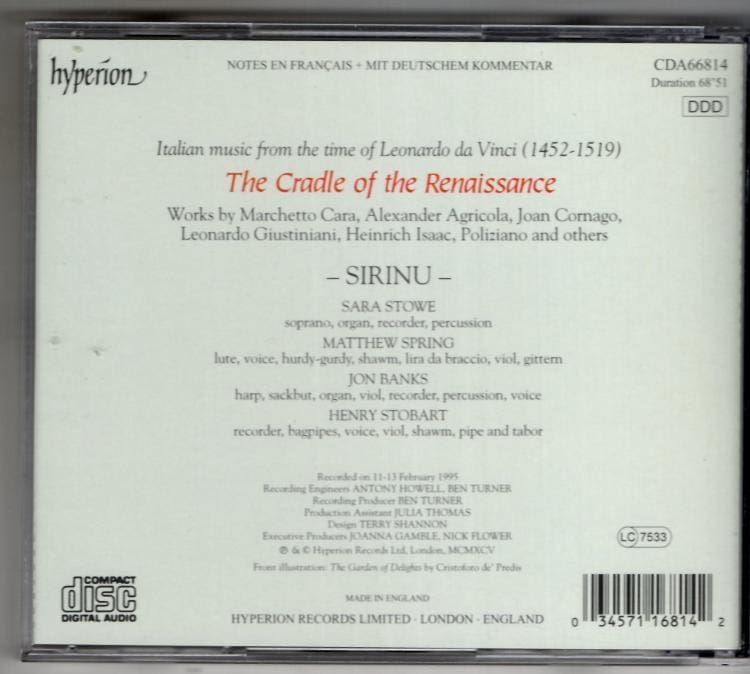 hyperion
NOTES EN FRANÇAIS + MIT DEUTSCHEM KOMMENTAR
CDA66814
Duration 68'51
DDD
Italian music from the time of Leonardo da Vinci (1452-1519)
The Cradle of the Renaissance
Works by Marchetto Cara, Alexander Agricola, Joan Cornago,
Leonardo Giustiniani, Heinrich Isaac, Poliziano and others
– SIRINU –
SARA STOWE
soprano, organ, recorder, percussion
MATTHEW SPRING
lute, voice, hurdy-gurdy, shawm, lira da braccio, viol, gittern
JON BANKS
harp, sackbut, organ, viol, recorder, percussion, voice
HENRY STOBART
recorder, bagpipes, voice, viol, shawm, pipe and tabor
Recorded on 11-13 February 1995
Recording Engineers ANTONY HOWELL, BEN TURNER
Recording Producer BEN TURNER
Production Assistant JULIA THOMAS
Design TERRY SHANNON
Executive Producers JOANNA GAMBLE, NICK FLOWER
℗ & © Hyperion Records Ltd, London, MCMXCV
Front illustration: The Garden of Delights by Cristoforo de' Predis
LC 7533
COMPACT
disc
DIGITAL AUDIO
MADE IN ENGLAND
HYPERION RECORDS LIMITED · LONDON · ENGLAND
0 34571 16814 2